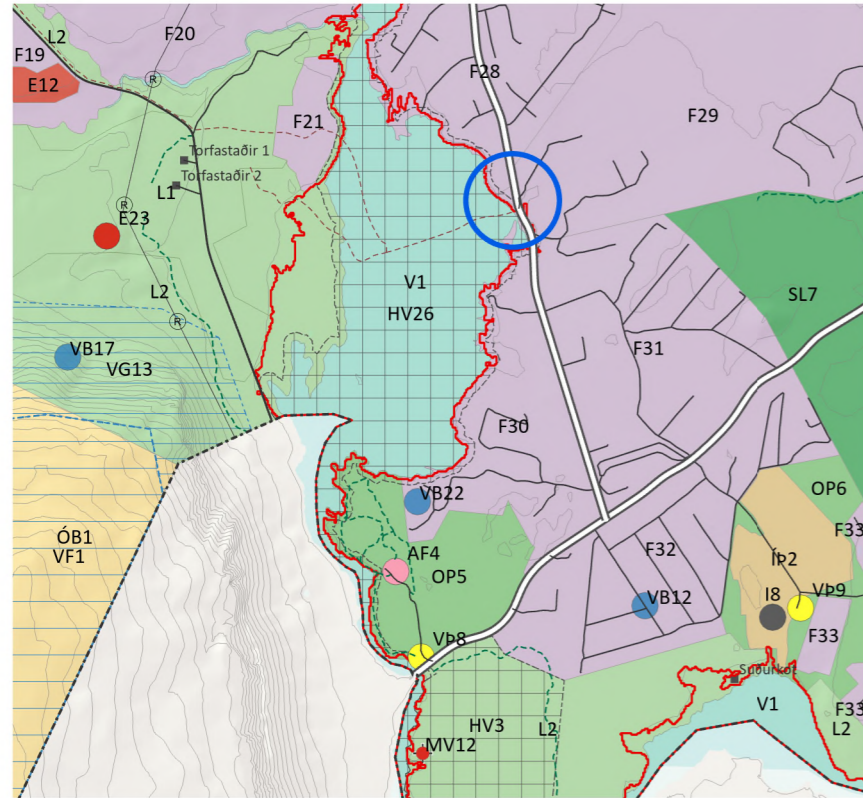 L2
F20
F19
E12
F28
F29
F21
Torfastaðir 1
Torfastaðir 2
L1
E23
R
R
R
L2
V1
HV26
SL7
VB17
VG13
F31
F30
VB22
OP6
F33
ÓB1
VF1
AF4
OP5
F32
ÍÞ2
VB12
I8
VÞ9
VÞ8
F33
Suðurkot
V1
F33
L2
HV3
L2
MV12